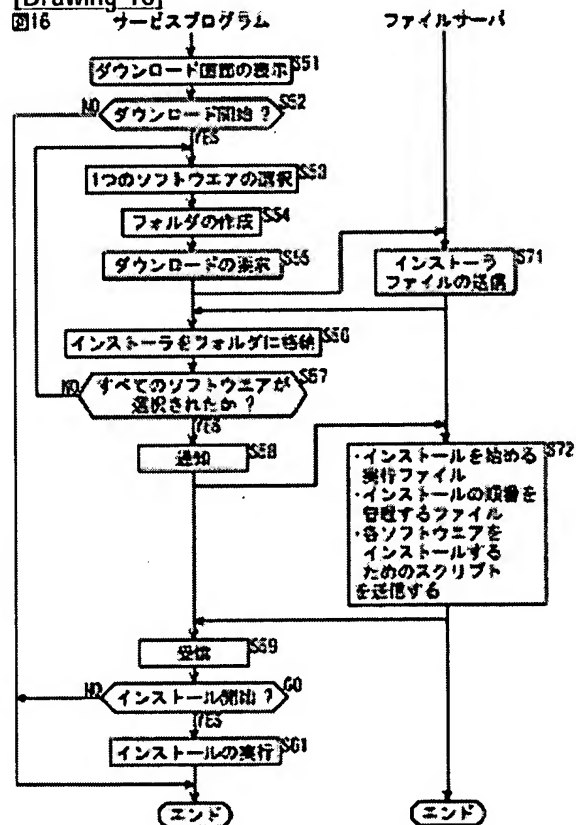 [Drawing 16]
図16
サービスプログラム
ファイルサーバ
ダウンロード画面の表示 S51
ダウンロード開始? S52
NO
YES
1つのソフトウエアの選択 S53
フォルダの作成 S54
ダウンロードの要求 S55
インストーラ
ファイルの送信
S71
インストーラをフォルダに格納 S56
すべてのソフトウエアが
選択されたか?
S57
NO
YES
通知 S58
・インストールを始める
実行ファイル
・インストールの順番を
管理するファイル
・各ソフトウエアを
インストールする
ためのスクリプト
を送信する
S72
受信 S59
インストール開始? 60
NO
YES
インストールの実行 S61
エンド
エンド